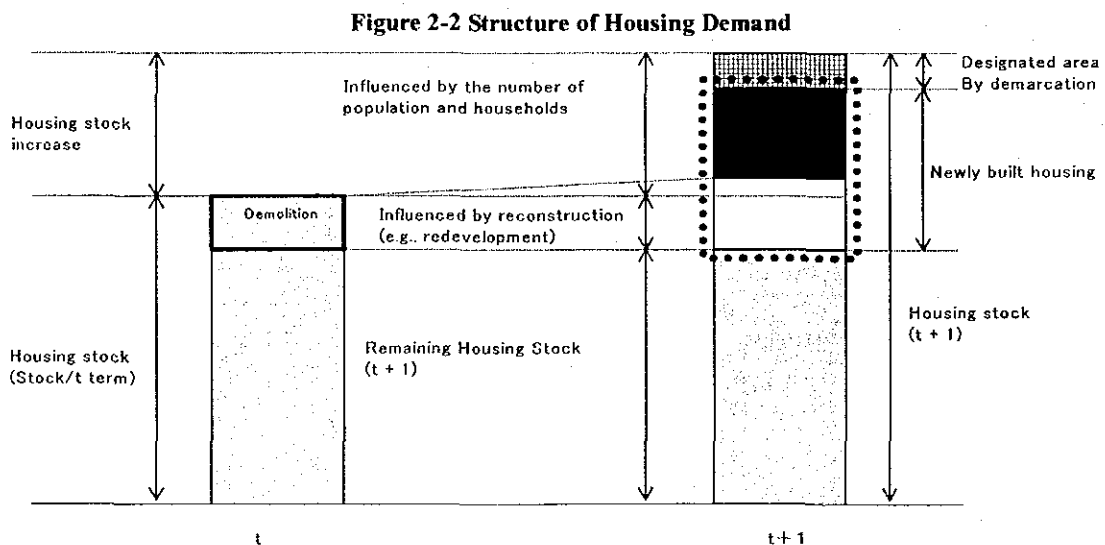 Figure 2-2 Structure of Housing Demand
Influenced by the number of
population and households
Designated area
By demarcation
Housing stock
increase
Newly built housing
Demolition
Influenced by reconstruction
(e.g., redevelopment)
Housing stock
(t + 1)
Housing stock
(Stock/t term)
Remaining Housing Stock
(t + 1)
t
t + 1